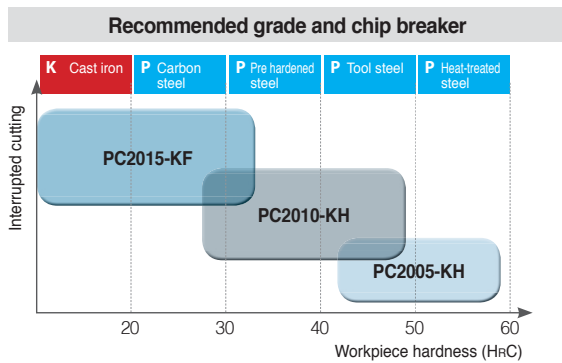 Recommended grade and chip breaker
K Cast iron
P Carbon steel
P Pre hardened steel
P Tool steel
P Heat-treated steel
Interrupted cutting
PC2015-KF
PC2010-KH
PC2005-KH
20 30 40 50 60
Workpiece hardness (HRC)